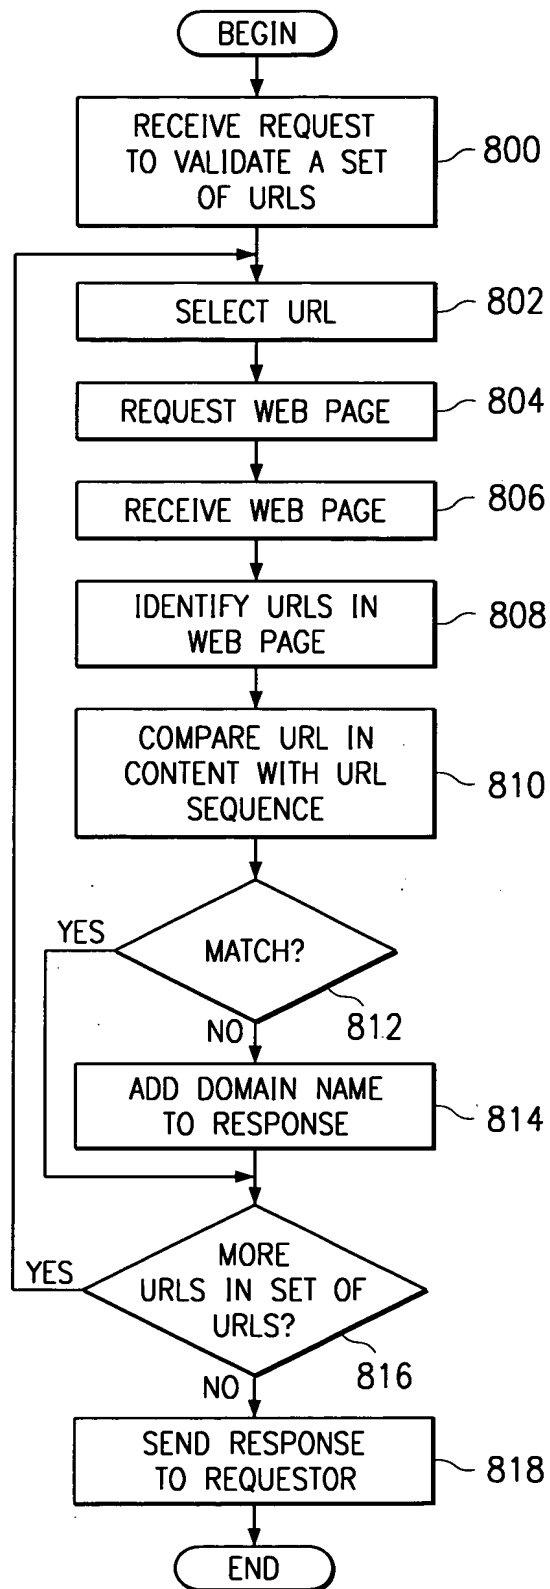 BEGIN
RECEIVE REQUEST
TO VALIDATE A SET
OF URLS
800
SELECT URL
802
REQUEST WEB PAGE
804
RECEIVE WEB PAGE
806
IDENTIFY URLS IN
WEB PAGE
808
COMPARE URL IN
CONTENT WITH URL
SEQUENCE
810
YES
MATCH?
812
NO
ADD DOMAIN NAME
TO RESPONSE
814
YES
MORE
URLS IN SET OF
URLS?
816
NO
SEND RESPONSE
TO REQUESTOR
818
END